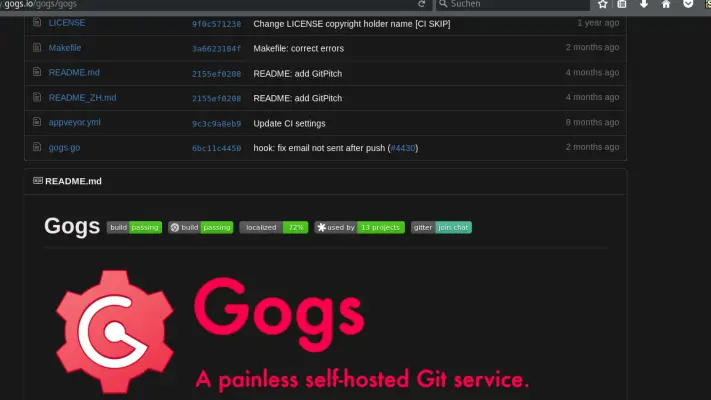 .gogs.io/gogs/gogs Suchen
LICENSE 9f0c571230 Change LICENSE copyright holder name [CI SKIP] 1 year ago
Makefile 3a6623104f Makefile: correct errors 2 months ago
README.md 2155ef0208 README: add GitPitch 4 months ago
README_ZH.md 2155ef0208 README: add GitPitch 4 months ago
appveyor.yml 9c3c9a8eb9 Update CI settings 8 months ago
gogs.go 6bc11c4450 hook: fix email not sent after push (#4430) 2 months ago
README.md
Gogs build passing build passing localized 72% used by 13 projects gitter join chat
Gogs
A painless self-hosted Git service.